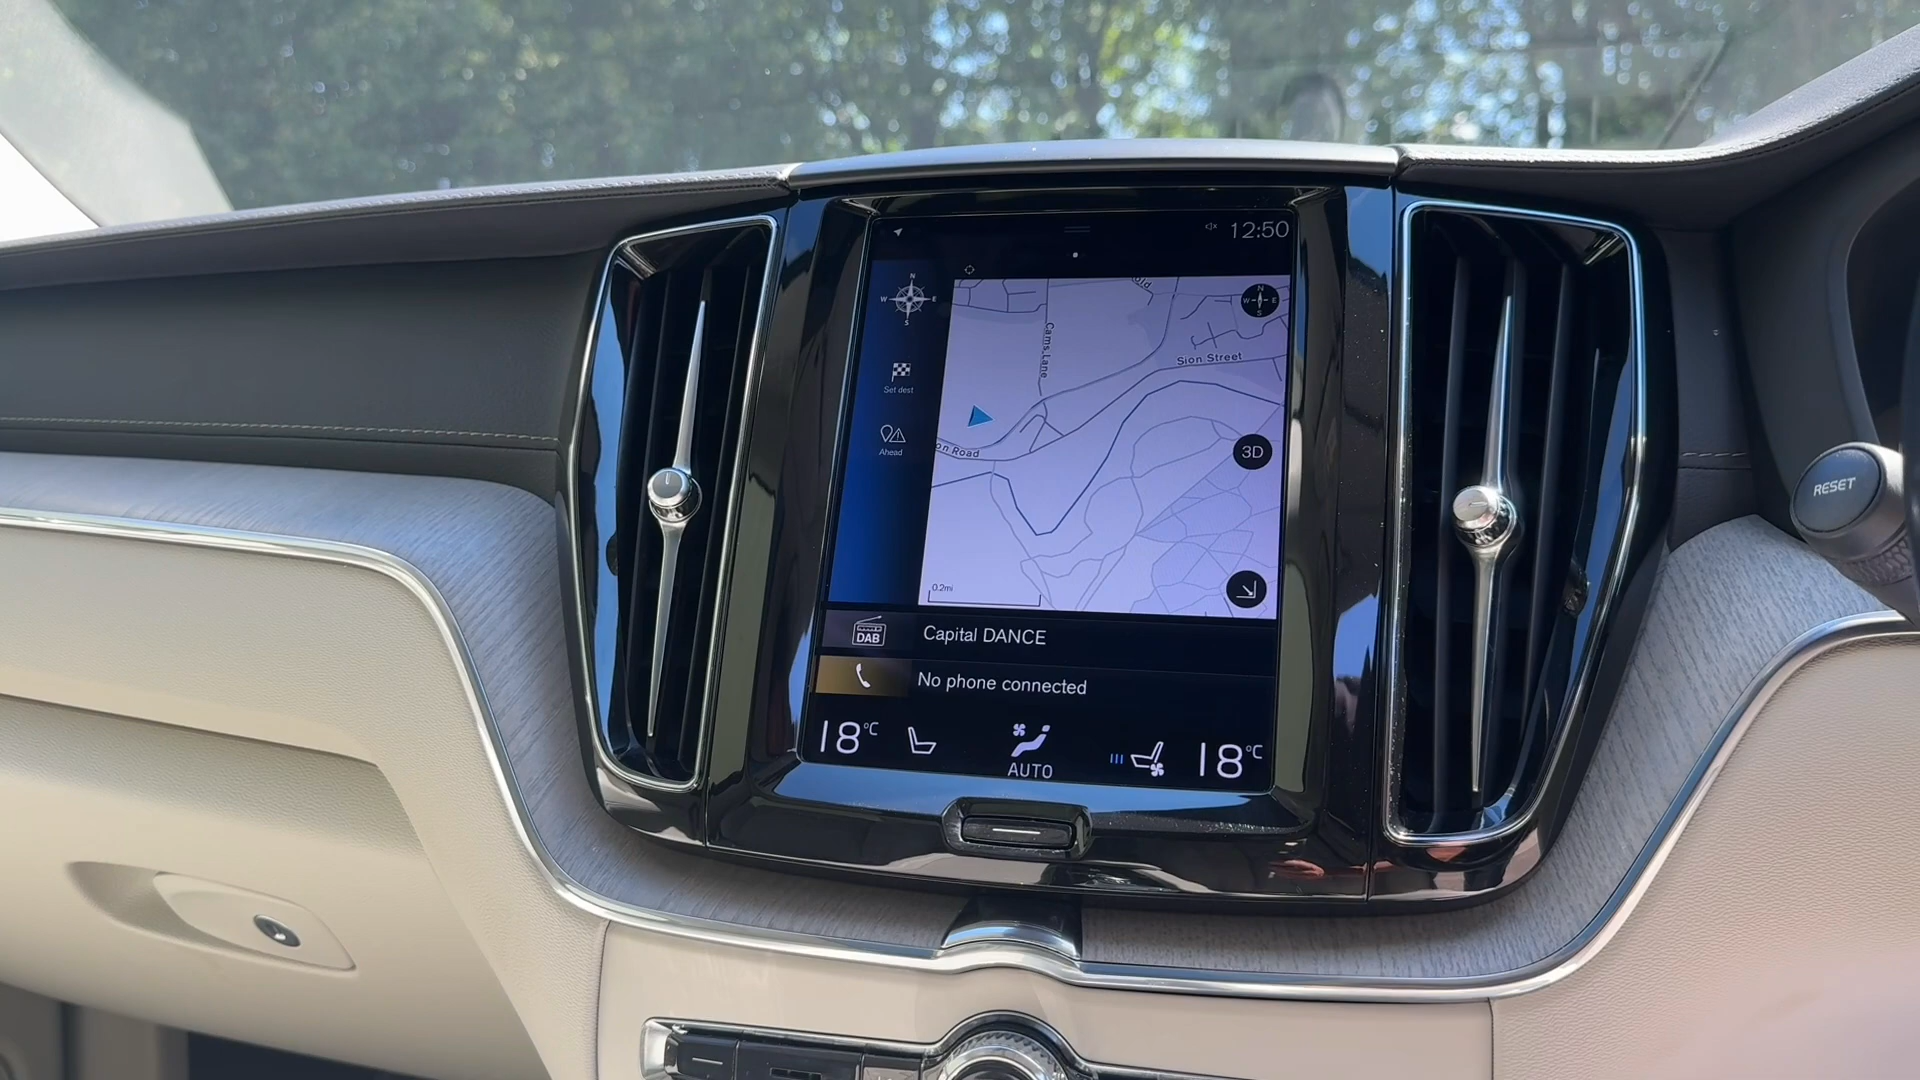 12:50
N
W E
S
N
W E
S
Set dest
Ahead
Cams Lane
Sion Street
on Road
3D
0.2mi
DAB
Capital DANCE
No phone connected
18°C
AUTO
18°C
RESET